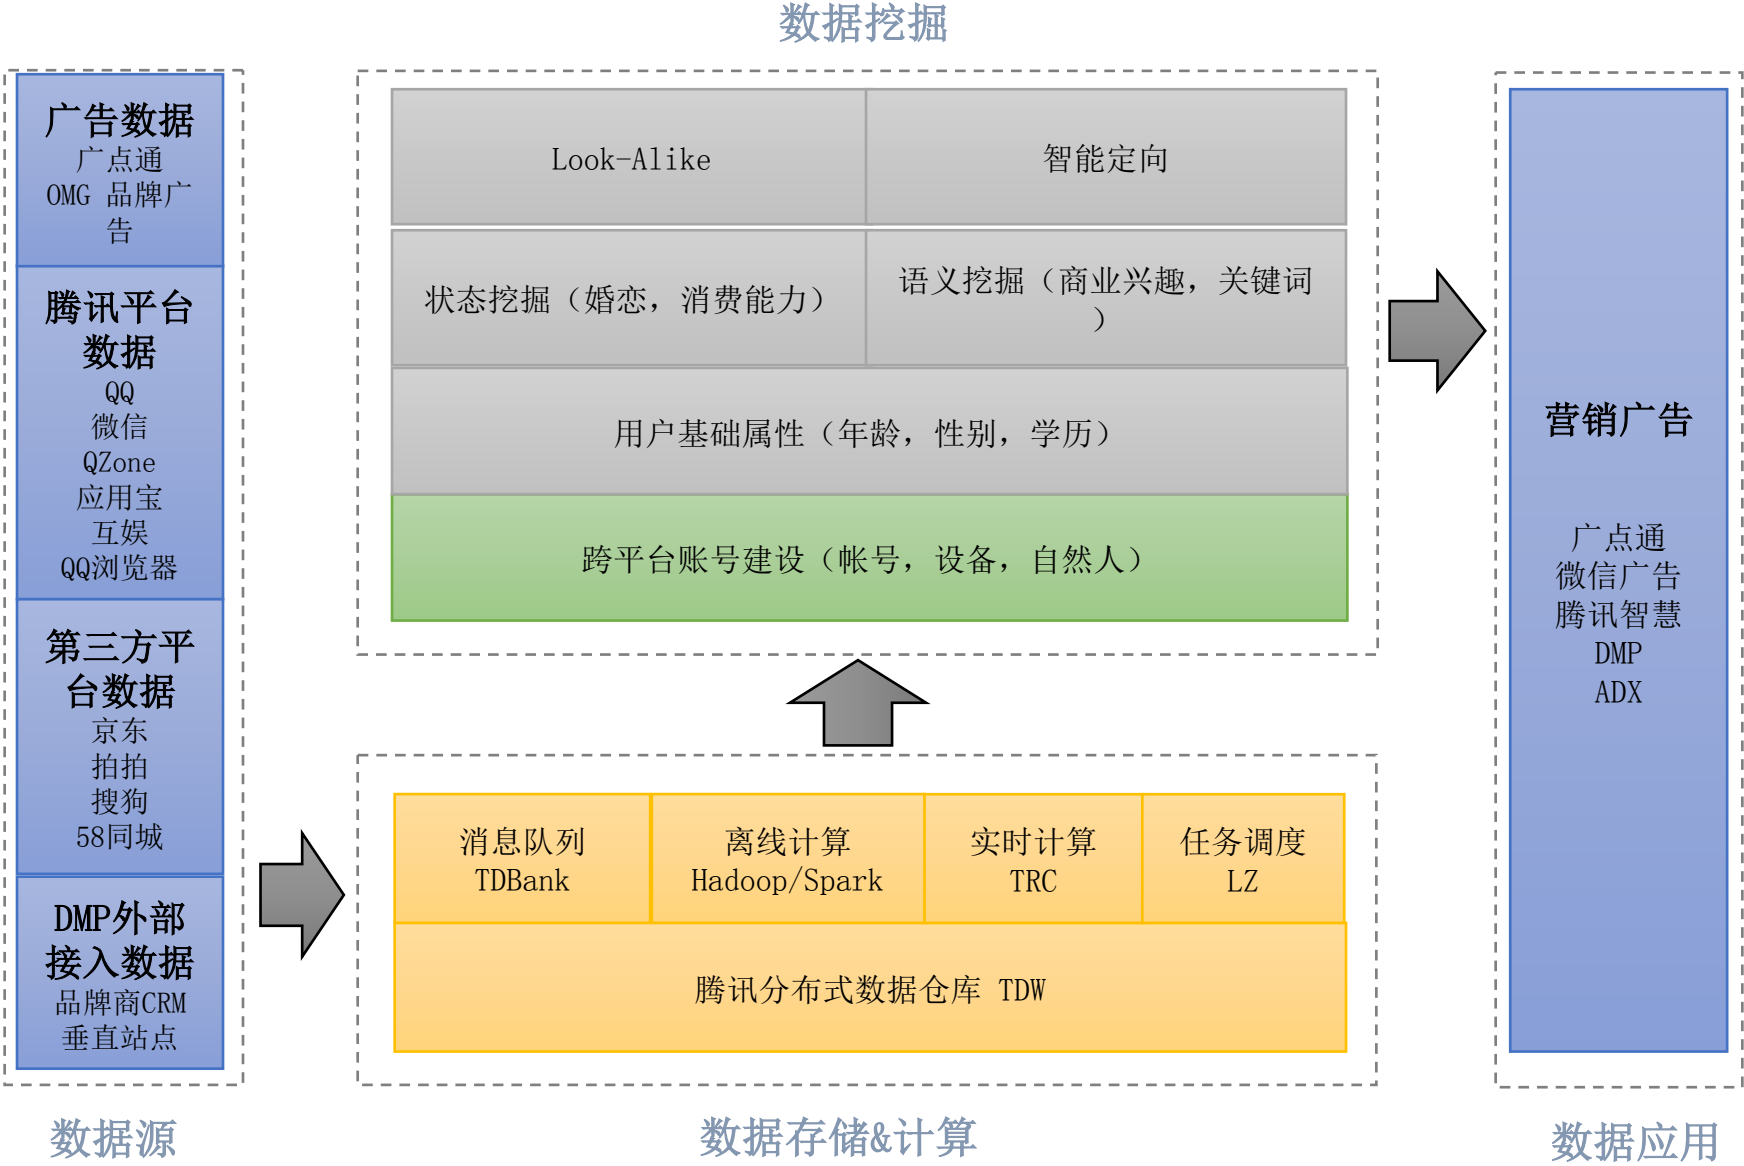 数据挖掘
广告数据
广点通
OMG 品牌广
告
腾讯平台
数据
QQ
微信
QZone
应用宝
互娱
QQ浏览器
第三方平
台数据
京东
拍拍
搜狗
58同城
DMP外部
接入数据
品牌商CRM
垂直站点
数据源
Look-Alike
智能定向
状态挖掘（婚恋，消费能力）
语义挖掘（商业兴趣，关键词
）
用户基础属性（年龄，性别，学历）
跨平台账号建设（帐号，设备，自然人）
消息队列
TDBank
离线计算
Hadoop/Spark
实时计算
TRC
任务调度
LZ
腾讯分布式数据仓库 TDW
数据存储&计算
营销广告
广点通
微信广告
腾讯智慧
DMP
ADX
数据应用